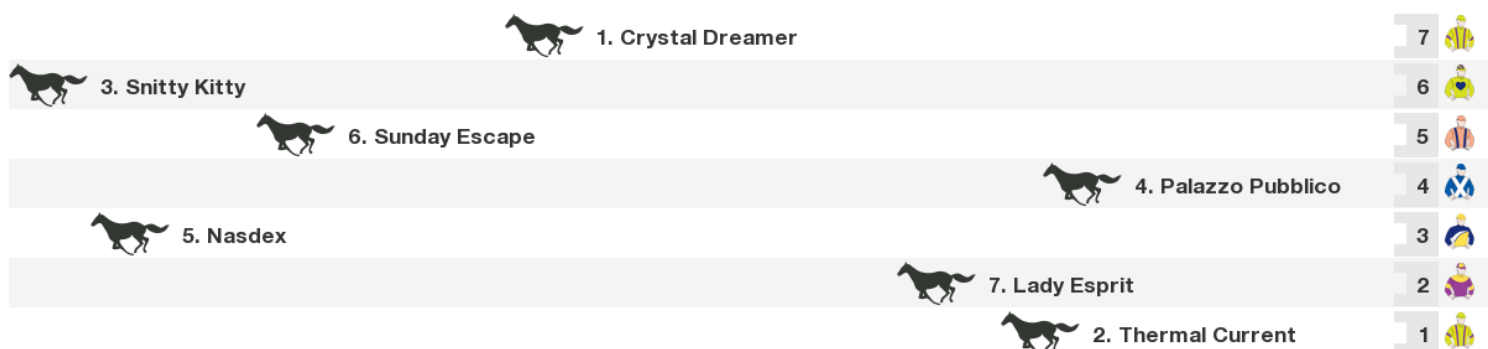 1. Crystal Dreamer 7
3. Snitty Kitty 6
6. Sunday Escape 5
4. Palazzo Pubblico 4
5. Nasdex 3
7. Lady Esprit 2
2. Thermal Current 1